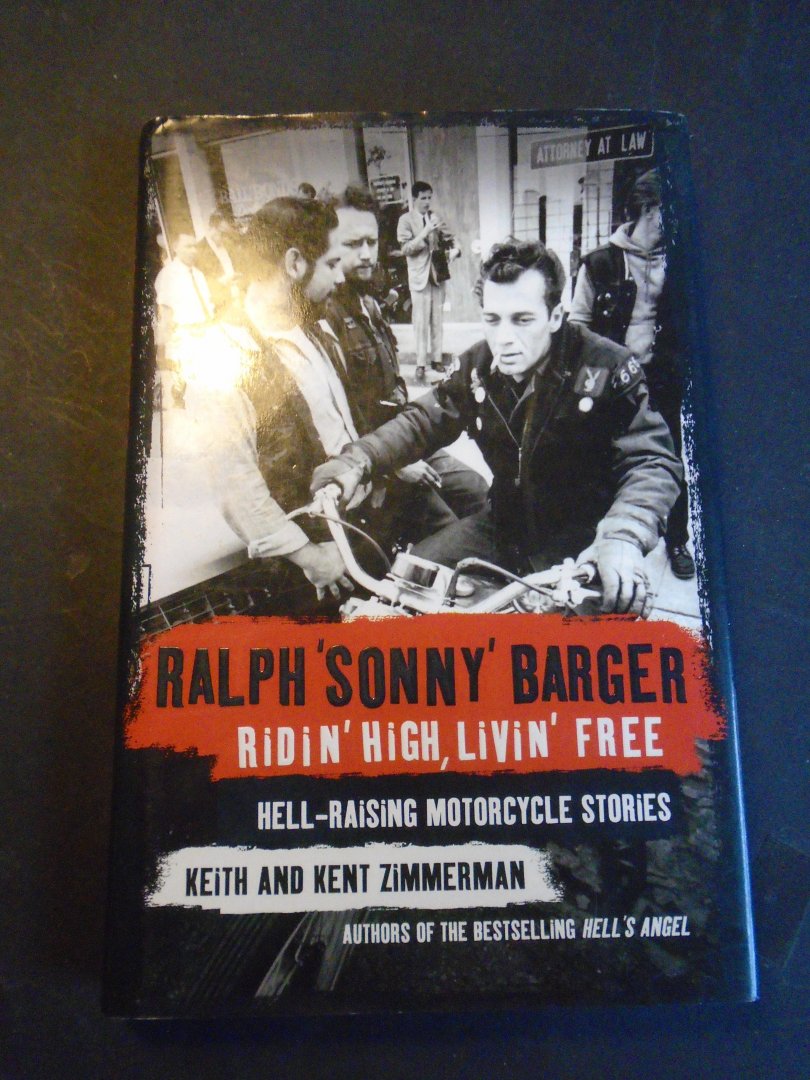 ATTORNEY AT LAW
66
RALPH 'SONNY' BARGER
RiDiN' HiGH, LiViN' FREE
HELL-RAiSiNG MOTORCYCLE STORiES
KEiTH AND KENT ZiMMERMAN
AUTHORS OF THE BESTSELLiNG HELL'S ANGEL